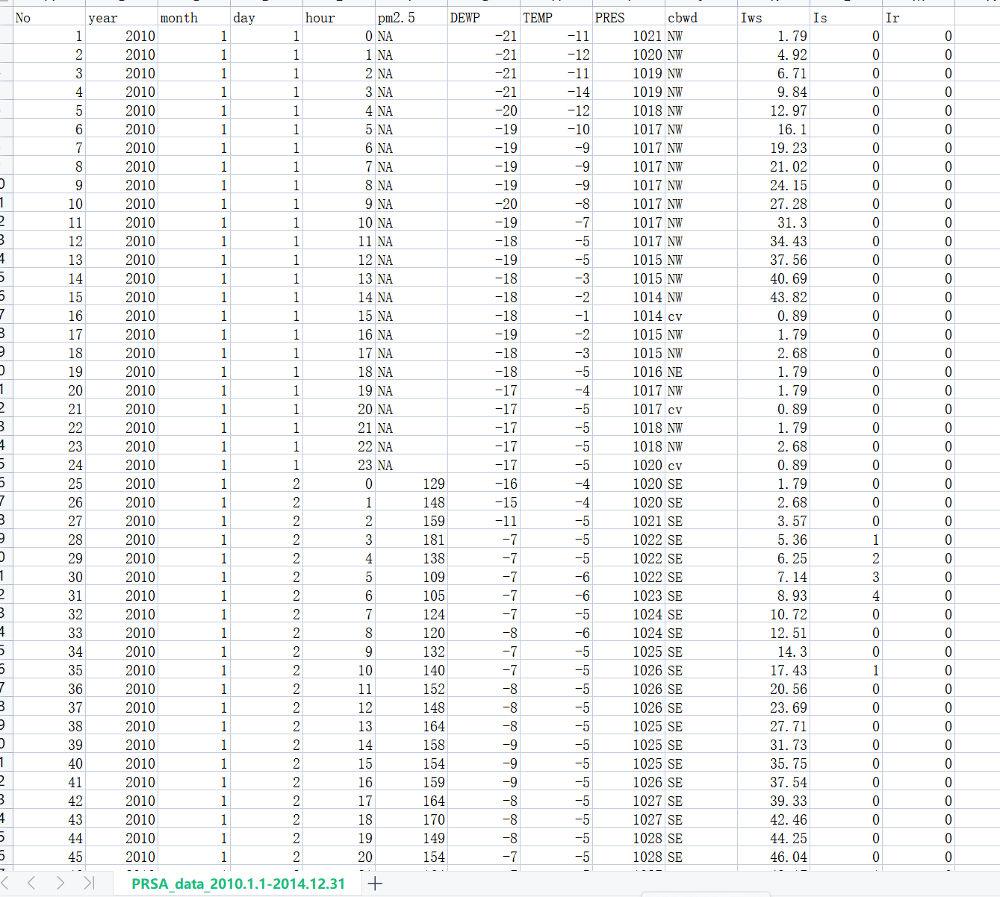 No year month day hour pm2.5 DEWP TEMP PRES cbwd Iws Is Ir
1 2010 1 1 0 NA -21 -11 1021 NW 1.79 0 0
2 2010 1 1 1 NA -21 -12 1020 NW 4.92 0 0
3 2010 1 1 2 NA -21 -11 1019 NW 6.71 0 0
4 2010 1 1 3 NA -21 -14 1019 NW 9.84 0 0
5 2010 1 1 4 NA -20 -12 1018 NW 12.97 0 0
6 2010 1 1 5 NA -19 -10 1017 NW 16.1 0 0
7 2010 1 1 6 NA -19 -9 1017 NW 19.23 0 0
8 2010 1 1 7 NA -19 -9 1017 NW 21.02 0 0
9 2010 1 1 8 NA -19 -9 1017 NW 24.15 0 0
10 2010 1 1 9 NA -20 -8 1017 NW 27.28 0 0
11 2010 1 1 10 NA -19 -7 1017 NW 31.3 0 0
12 2010 1 1 11 NA -18 -5 1017 NW 34.43 0 0
13 2010 1 1 12 NA -19 -5 1015 NW 37.56 0 0
14 2010 1 1 13 NA -18 -3 1015 NW 40.69 0 0
15 2010 1 1 14 NA -18 -2 1014 NW 43.82 0 0
16 2010 1 1 15 NA -18 -1 1014 cv 0.89 0 0
17 2010 1 1 16 NA -19 -2 1015 NW 1.79 0 0
18 2010 1 1 17 NA -18 -3 1015 NW 2.68 0 0
19 2010 1 1 18 NA -18 -5 1016 NE 1.79 0 0
20 2010 1 1 19 NA -17 -4 1017 NW 1.79 0 0
21 2010 1 1 20 NA -17 -5 1017 cv 0.89 0 0
22 2010 1 1 21 NA -17 -5 1018 NW 1.79 0 0
23 2010 1 1 22 NA -17 -5 1018 NW 2.68 0 0
24 2010 1 1 23 NA -17 -5 1020 cv 0.89 0 0
25 2010 1 2 0 129 -16 -4 1020 SE 1.79 0 0
26 2010 1 2 1 148 -15 -4 1020 SE 2.68 0 0
27 2010 1 2 2 159 -11 -5 1021 SE 3.57 0 0
28 2010 1 2 3 181 -7 -5 1022 SE 5.36 1 0
29 2010 1 2 4 138 -7 -5 1022 SE 6.25 2 0
30 2010 1 2 5 109 -7 -6 1022 SE 7.14 3 0
31 2010 1 2 6 105 -7 -6 1023 SE 8.93 4 0
32 2010 1 2 7 124 -7 -5 1024 SE 10.72 0 0
33 2010 1 2 8 120 -8 -6 1024 SE 12.51 0 0
34 2010 1 2 9 132 -7 -5 1025 SE 14.3 0 0
35 2010 1 2 10 140 -7 -5 1026 SE 17.43 1 0
36 2010 1 2 11 152 -8 -5 1026 SE 20.56 0 0
37 2010 1 2 12 148 -8 -5 1026 SE 23.69 0 0
38 2010 1 2 13 164 -8 -5 1025 SE 27.71 0 0
39 2010 1 2 14 158 -9 -5 1025 SE 31.73 0 0
40 2010 1 2 15 154 -9 -5 1025 SE 35.75 0 0
41 2010 1 2 16 159 -9 -5 1026 SE 37.54 0 0
42 2010 1 2 17 164 -8 -5 1027 SE 39.33 0 0
43 2010 1 2 18 170 -8 -5 1027 SE 42.46 0 0
44 2010 1 2 19 149 -8 -5 1028 SE 44.25 0 0
45 2010 1 2 20 154 -7 -5 1028 SE 46.04 0 0
PRSA_data_2010.1.1-2014.12.31